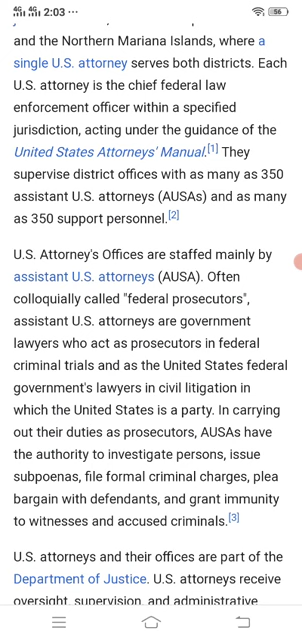 4G 4G 2:03 ••• 56
and the Northern Mariana Islands, where a
single U.S. attorney serves both districts. Each
U.S. attorney is the chief federal law
enforcement officer within a specified
jurisdiction, acting under the guidance of the
United States Attorneys' Manual.[1] They
supervise district offices with as many as 350
assistant U.S. attorneys (AUSAs) and as many
as 350 support personnel.[2]
U.S. Attorney's Offices are staffed mainly by
assistant U.S. attorneys (AUSA). Often
colloquially called "federal prosecutors",
assistant U.S. attorneys are government
lawyers who act as prosecutors in federal
criminal trials and as the United States federal
government's lawyers in civil litigation in
which the United States is a party. In carrying
out their duties as prosecutors, AUSAs have
the authority to investigate persons, issue
subpoenas, file formal criminal charges, plea
bargain with defendants, and grant immunity
to witnesses and accused criminals.[3]
U.S. attorneys and their offices are part of the
Department of Justice. U.S. attorneys receive
oversight, supervision, and administrative